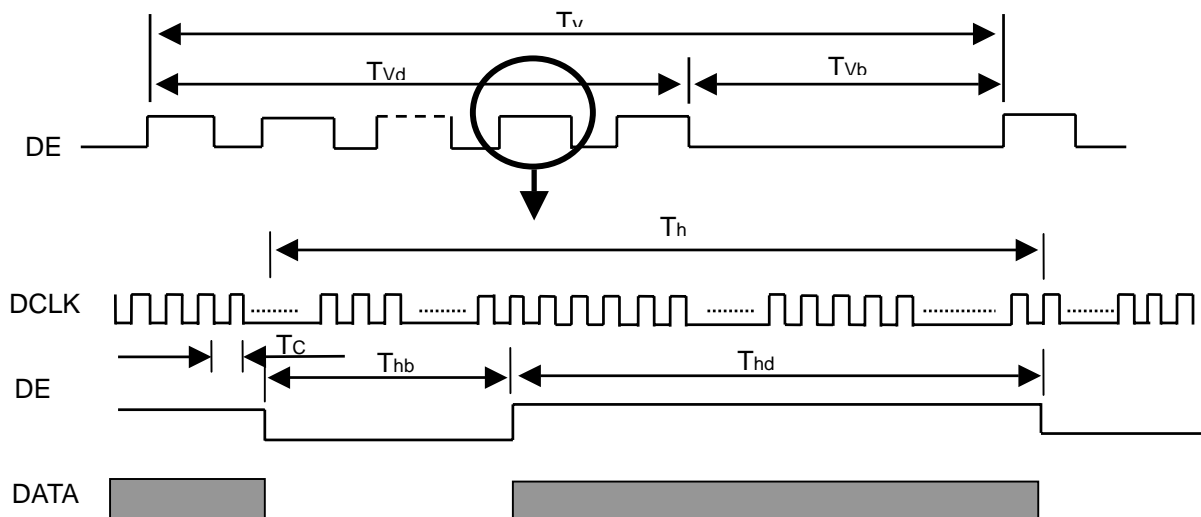 Tv
TVd
TVb
DE
Th
DCLK
TC
Thb
Thd
DE
DATA